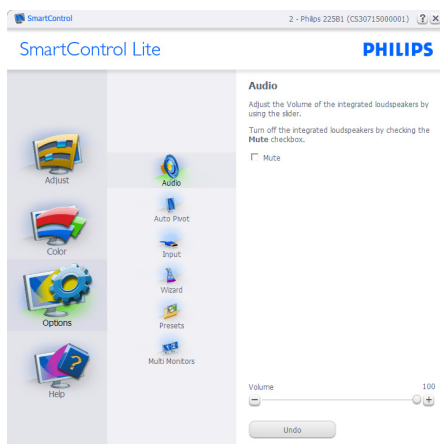 SmartControl
2 - Philips 225B1 (CS30715000001)
?
×
SmartControl Lite
PHILIPS
Adjust
Color
Options
Help
Audio
Auto Pivot
Input
Wizard
Presets
Multi Monitors
Audio
Adjust the Volume of the integrated loudspeakers by
using the slider.
Turn off the integrated loudspeakers by checking the
Mute checkbox.
Mute
Volume
100
Undo